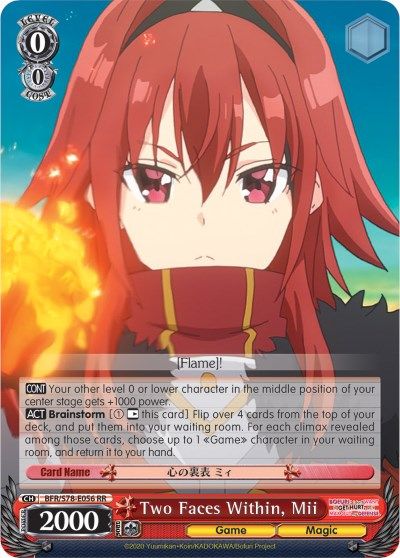 LEVEL
0
0
COST
[Flame]!
CONT Your other level 0 or lower character in the middle position of
your center stage gets +1000 power.
ACT Brainstorm [① this card] Flip over 4 cards from the top of your
deck, and put them into your waiting room. For each climax revealed
among those cards, choose up to 1 «Game» character in your waiting
room, and return it to your hand.
Card Name 心の裏表 ミィ
CH BFR/S78-E056 RR
Two Faces Within, Mii
POWER 2000
Game
Magic
©2020 Yuumikan•Koin/KADOKAWA/Bofuri Project